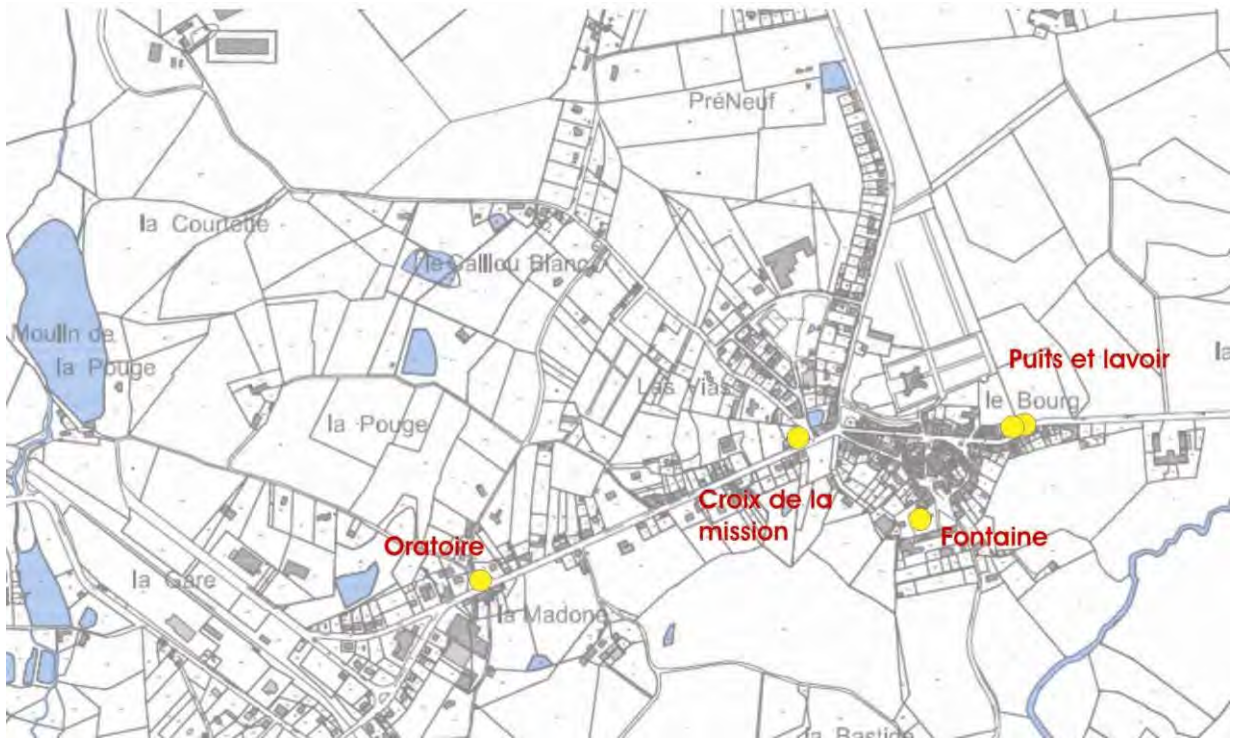 PréNeuf
la Courtette
le Caillou Blanc
Moulin de
la Pouge
Puits et lavoir
la
Las Vias
le Bourg
la Pouge
Croix de la
mission
Oratoire
Fontaine
la Gare
la Madone
la Bastide